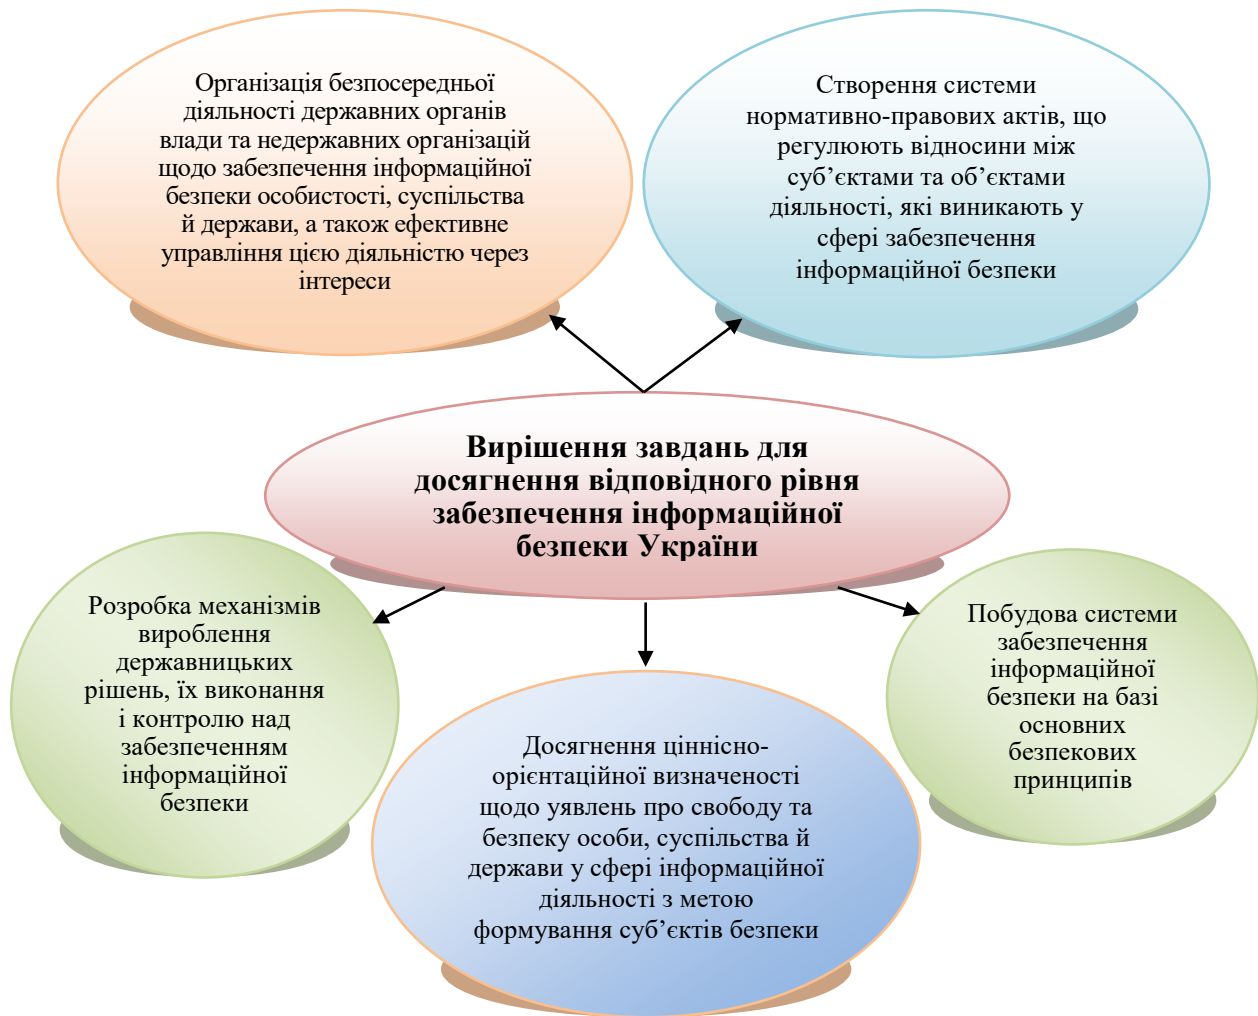 Організація безпосередньої
діяльності державних органів
влади та недержавних організацій
щодо забезпечення інформаційної
безпеки особистості, суспільства
й держави, а також ефективне
управління цією діяльністю через
інтереси
Створення системи
нормативно-правових актів, що
регулюють відносини між
суб’єктами та об’єктами
діяльності, які виникають у
сфері забезпечення
інформаційної безпеки
Вирішення завдань для
досягнення відповідного рівня
забезпечення інформаційної
безпеки України
Розробка механізмів
вироблення
державницьких
рішень, їх виконання
і контролю над
забезпеченням
інформаційної
безпеки
Досягнення ціннісно-
орієнтаційної визначеності
щодо уявлень про свободу та
безпеку особи, суспільства й
держави у сфері інформаційної
діяльності з метою
формування суб’єктів безпеки
Побудова системи
забезпечення
інформаційної
безпеки на базі
основних
безпекових
принципів